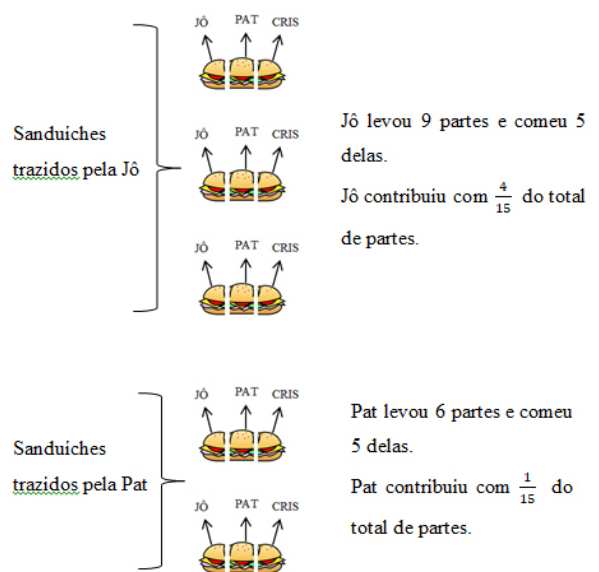 JÔ PAT CRIS
JÔ PAT CRIS
JÔ PAT CRIS
Sanduiches
trazidos pela Jô
Jô levou 9 partes e comeu 5
delas.
Jô contribuiu com 4/15 do total
de partes.
JÔ PAT CRIS
JÔ PAT CRIS
Sanduiches
trazidos pela Pat
Pat levou 6 partes e comeu
5 delas.
Pat contribuiu com 1/15 do
total de partes.